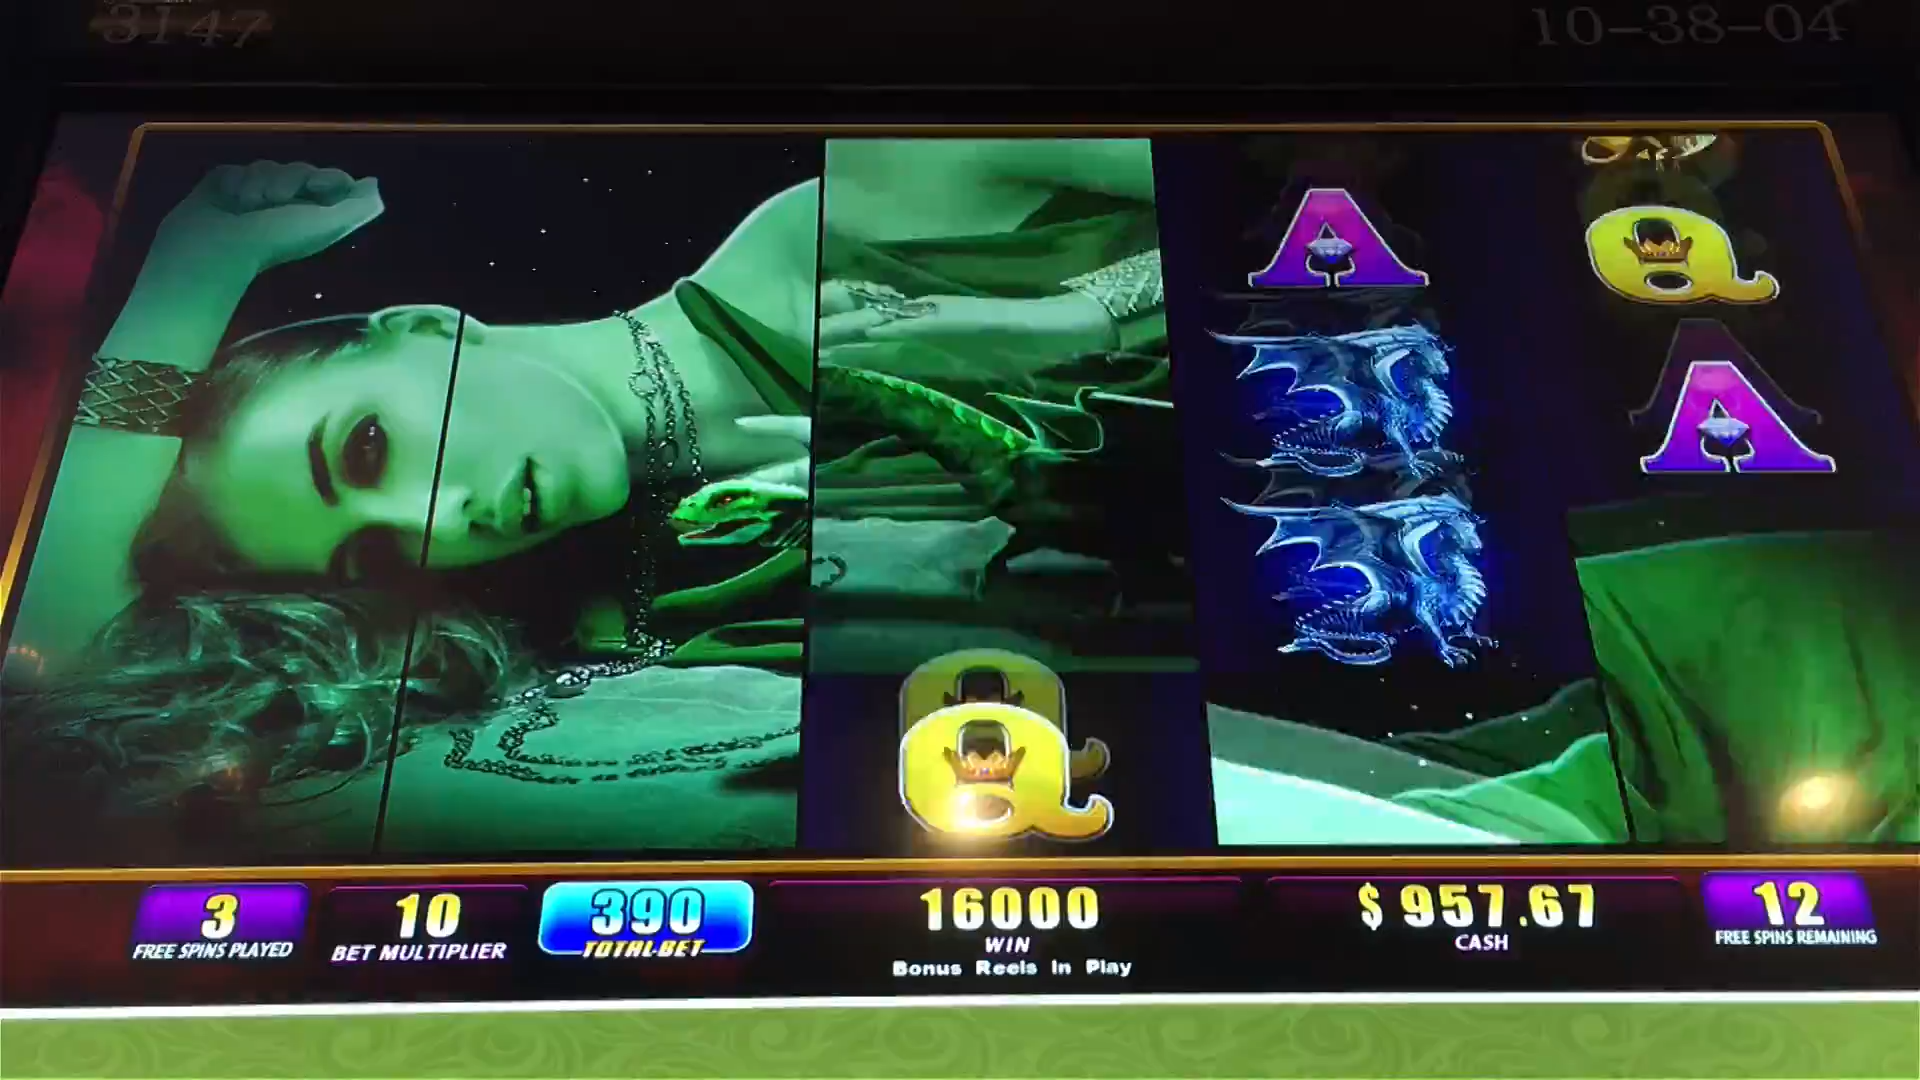 3147
10-38-04
A
Q
A
Q
3
FREE SPINS PLAYED
10
BET MULTIPLIER
390
TOTAL BET
16000
WIN
Bonus Reels In Play
$957.67
CASH
12
FREE SPINS REMAINING